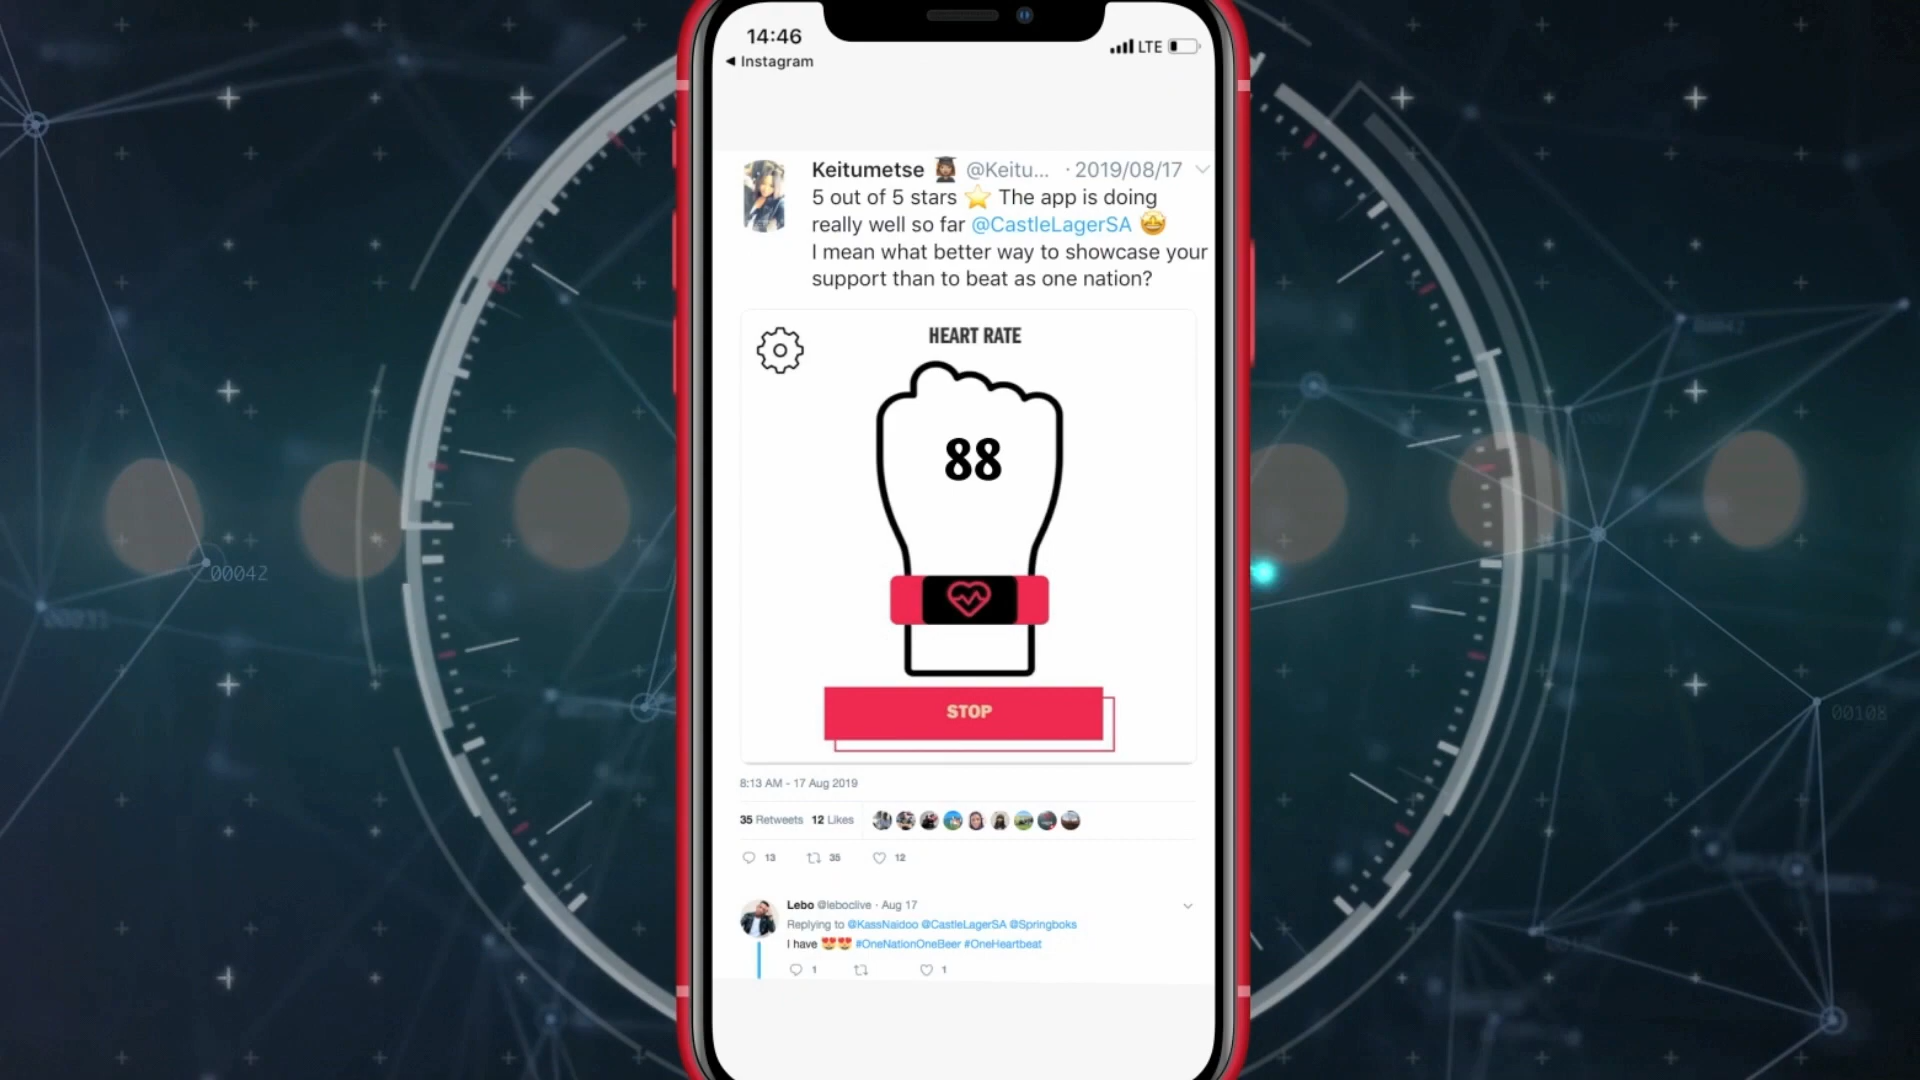 14:46
LTE
◄ Instagram
Keitumetse 👩🏽‍🎓 @Keitu... · 2019/08/17
5 out of 5 stars ⭐ The app is doing
really well so far @CastleLagerSA 🤩
I mean what better way to showcase your
support than to beat as one nation?
HEART RATE
88
STOP
8:13 AM - 17 Aug 2019
35 Retweets 12 Likes
13 35 12
Lebo @leboclive · Aug 17
Replying to @KassNaidoo @CastleLagerSA @Springboks
I have 😍😍 #OneNationOneBeer #OneHeartbeat
1 1
00042
00108